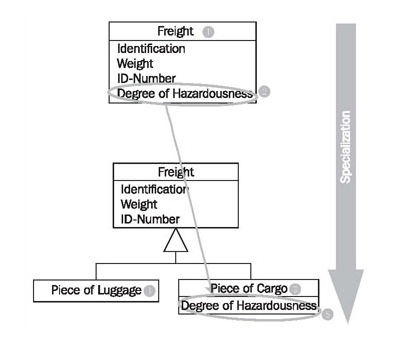 Freight
Identification
Weight
ID-Number
Degree of Hazardousness
Freight
Identification
Weight
ID-Number
Piece of Luggage
Piece of Cargo
Degree of Hazardousness
Specialization